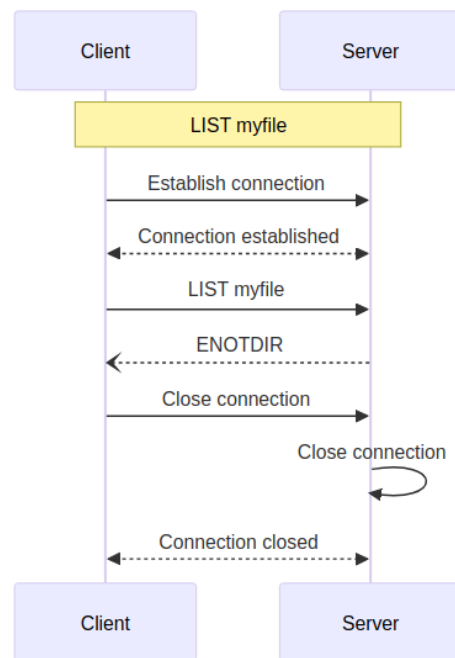 Client
Server
LIST myfile
Establish connection
Connection established
LIST myfile
ENOTDIR
Close connection
Close connection
Connection closed
Client
Server